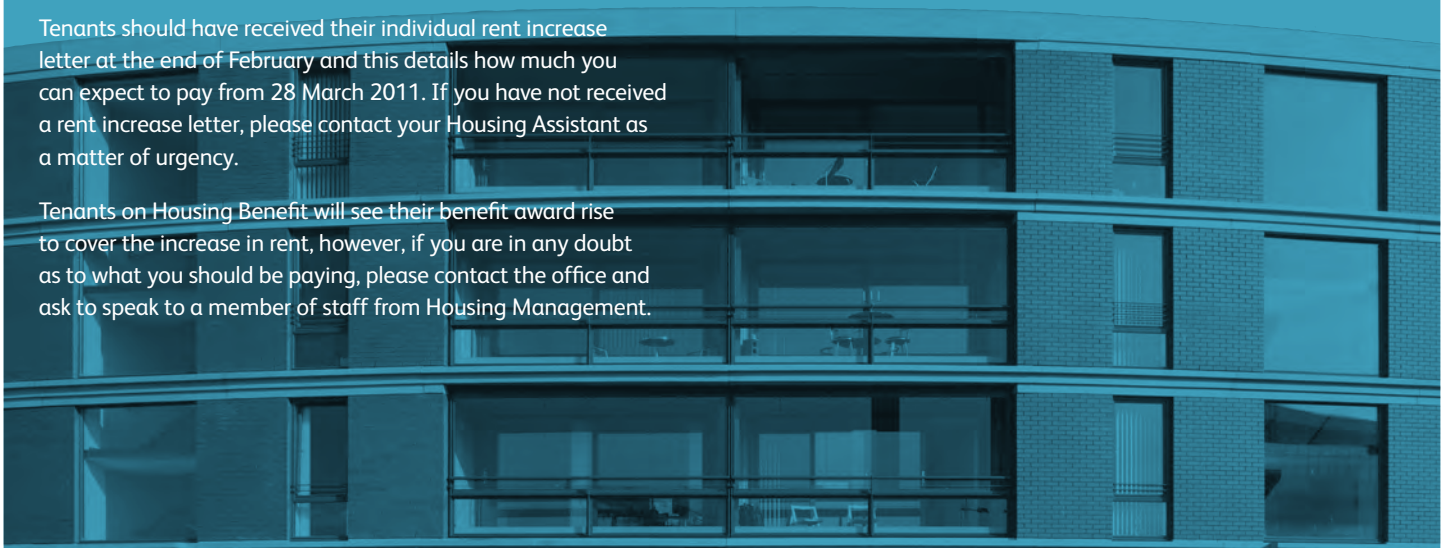 Tenants should have received their individual rent increase
letter at the end of February and this details how much you
can expect to pay from 28 March 2011. If you have not received
a rent increase letter, please contact your Housing Assistant as
a matter of urgency.
Tenants on Housing Benefit will see their benefit award rise
to cover the increase in rent, however, if you are in any doubt
as to what you should be paying, please contact the office and
ask to speak to a member of staff from Housing Management.